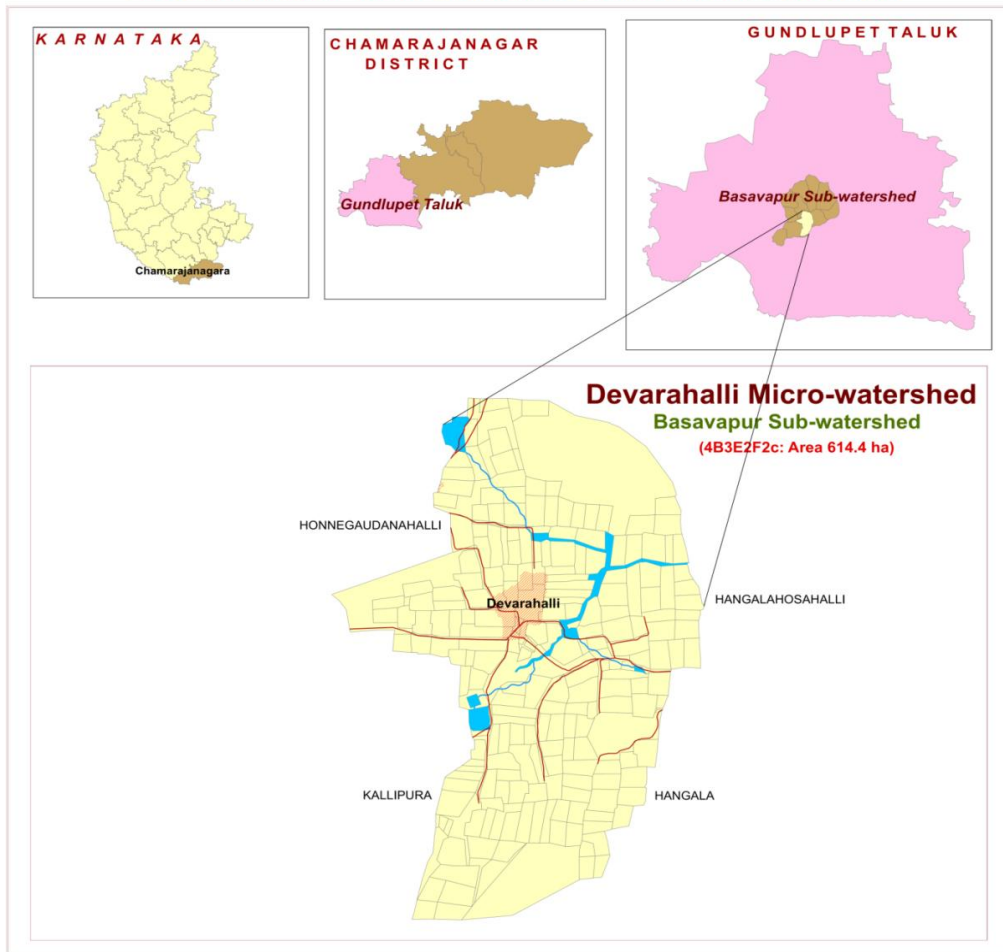 KARNATAKA
Chamarajanagara
CHAMARAJANAGAR
DISTRICT
Gundlupet Taluk
GUNDLUPET TALUK
Basavapur Sub-watershed
Devarahalli Micro-watershed
Basavapur Sub-watershed
(4B3E2F2c: Area 614.4 ha)
HONNEGAUDANAHALLI
Devarahalli
HANGALAHOSAHALLI
KALLIPURA
HANGALA